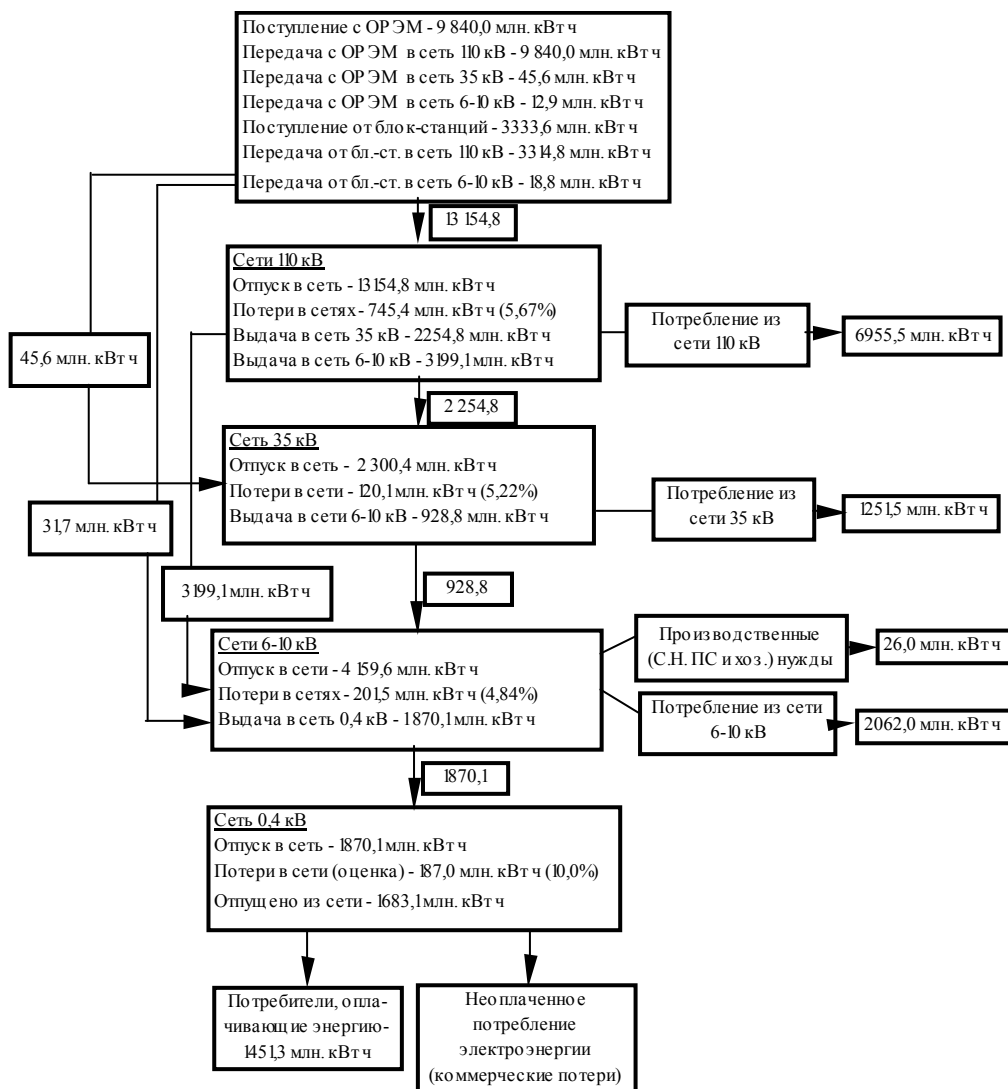 Поступление с ОРЭМ - 9 840,0 млн. кВт ч
Передача с ОРЭМ в сеть 110 кВ - 9 840,0 млн. кВт ч
Передача с ОРЭМ в сеть 35 кВ - 45,6 млн. кВт ч
Передача с ОРЭМ в сеть 6-10 кВ - 12,9 млн. кВт ч
Поступление от блок-станций - 3333,6 млн. кВт ч
Передача от бл.-ст. в сеть 110 кВ - 3314,8 млн. кВт ч
Передача от бл.-ст. в сеть 6-10 кВ - 18,8 млн. кВт ч
13 154,8
Сети 110 кВ
Отпуск в сеть - 13154,8 млн. кВт ч
Потери в сетях- 745,4 млн. кВт ч (5,67%)
Выдача в сеть 35 кВ - 2254,8 млн. кВт ч
Выдача в сеть 6-10 кВ - 3199,1 млн. кВт ч
Потребление из
сети 110 кВ
6955,5 млн. кВт ч
45,6 млн. кВт ч
2 254,8
Сеть 35 кВ
Отпуск в сеть - 2 300,4 млн. кВт ч
Потери в сети - 120,1 млн. кВт ч (5,22%)
Выдача в сети 6-10 кВ - 928,8 млн. кВт ч
Потребление из
сети 35 кВ
1251,5 млн. кВт ч
31,7 млн. кВт ч
3199,1 млн. кВт ч
928,8
Сети 6-10 кВ
Отпуск в сети - 4 159,6 млн. кВт ч
Потери в сетях - 201,5 млн. кВт ч (4,84%)
Выдача в сеть 0,4 кВ - 1870,1 млн. кВт ч
Производственные
(С.Н. ПС и хоз.) нужды
26,0 млн. кВт ч
Потребление из сети
6-10 кВ
2062,0 млн. кВт ч
1870,1
Сеть 0,4 кВ
Отпуск в сеть - 1870,1 млн. кВт ч
Потери в сети (оценка) - 187,0 млн. кВт ч (10,0%)
Отпущено из сети - 1683,1 млн. кВт ч
Потребители, опла-
чивающие энергию-
1451,3 млн. кВт ч
Неоплаченное
потребление
электроэнергии
(коммерческие потери)